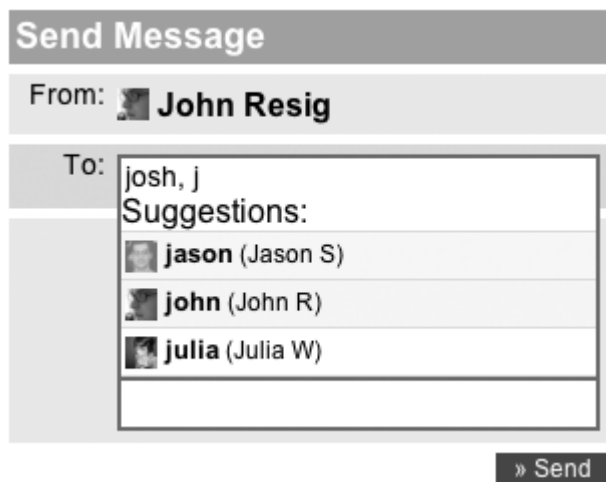 Send Message
From: John Resig
To: josh, j
Suggestions:
jason (Jason S)
john (John R)
julia (Julia W)
» Send